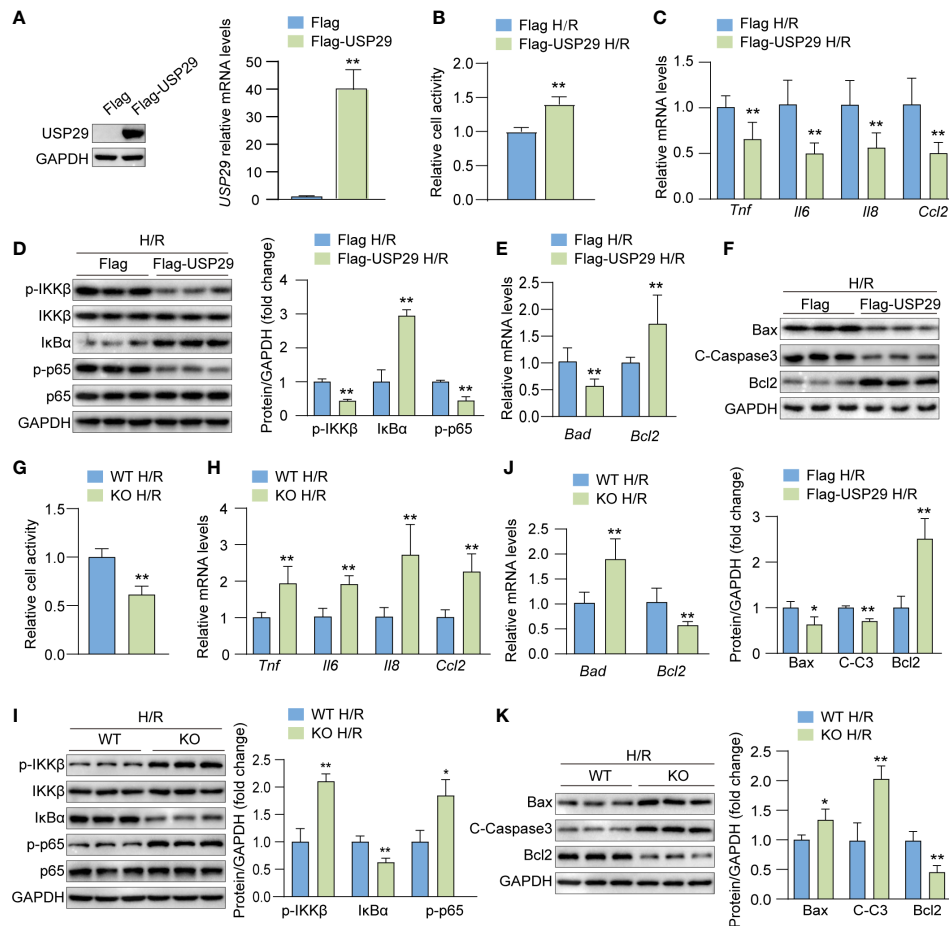 A
Flag
Flag-USP29
USP29
GAPDH
Flag
Flag-USP29
USP29 relative mRNA levels
50
40
30
20
10
0
**
B
Flag H/R
Flag-USP29 H/R
Relative cell activity
2.0
1.5
1.0
0.5
0
**
C
Flag H/R
Flag-USP29 H/R
Relative mRNA levels
1.5
1.0
0.5
0.0
** ** ** **
Tnf Il6 Il8 Ccl2
D
H/R
Flag Flag-USP29
p-IKKβ
IKKβ
IκBα
p-p65
p65
GAPDH
Flag H/R
Flag-USP29 H/R
Protein/GAPDH (fold change)
4
3
2
1
0
** ** **
p-IKKβ IκBα p-p65
E
Flag H/R
Flag-USP29 H/R
Relative mRNA levels
2.5
2.0
1.5
1.0
0.5
0.0
** **
Bad Bcl2
F
H/R
Flag Flag-USP29
Bax
C-Caspase3
Bcl2
GAPDH
Flag H/R
Flag-USP29 H/R
Protein/GAPDH (fold change)
4
3
2
1
0
* ** **
Bax C-C3 Bcl2
G
WT H/R
KO H/R
Relative cell activity
1.5
1.0
0.5
0
**
H
WT H/R
KO H/R
Relative mRNA levels
4
3
2
1
0
** ** ** **
Tnf Il6 Il8 Ccl2
J
WT H/R
KO H/R
Relative mRNA levels
2.5
2.0
1.5
1.0
0.5
0.0
** **
Bad Bcl2
I
H/R
WT KO
p-IKKβ
IKKβ
IκBα
p-p65
p65
GAPDH
WT H/R
KO H/R
Protein/GAPDH (fold change)
2.5
2.0
1.5
1.0
0.5
0.0
** ** *
p-IKKβ IκBα p-p65
K
H/R
WT KO
Bax
C-Caspase3
Bcl2
GAPDH
WT H/R
KO H/R
Protein/GAPDH (fold change)
2.5
2.0
1.5
1.0
0.5
0.0
* ** **
Bax C-C3 Bcl2